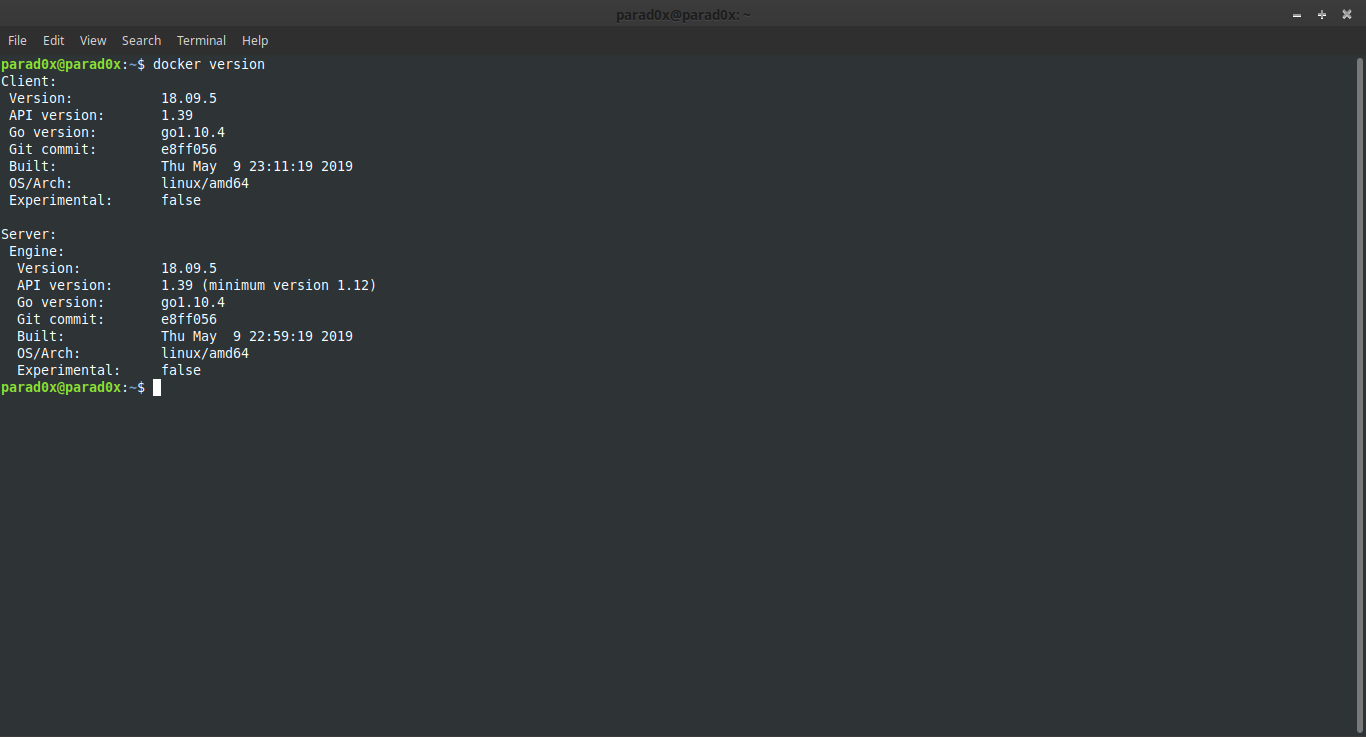 parad0x@parad0x: ~
File Edit View Search Terminal Help
parad0x@parad0x:~$ docker version
Client:
 Version:           18.09.5
 API version:       1.39
 Go version:        go1.10.4
 Git commit:        e8ff056
 Built:             Thu May  9 23:11:19 2019
 OS/Arch:           linux/amd64
 Experimental:      false

Server:
 Engine:
  Version:          18.09.5
  API version:      1.39 (minimum version 1.12)
  Go version:       go1.10.4
  Git commit:       e8ff056
  Built:            Thu May  9 22:59:19 2019
  OS/Arch:          linux/amd64
  Experimental:     false
parad0x@parad0x:~$